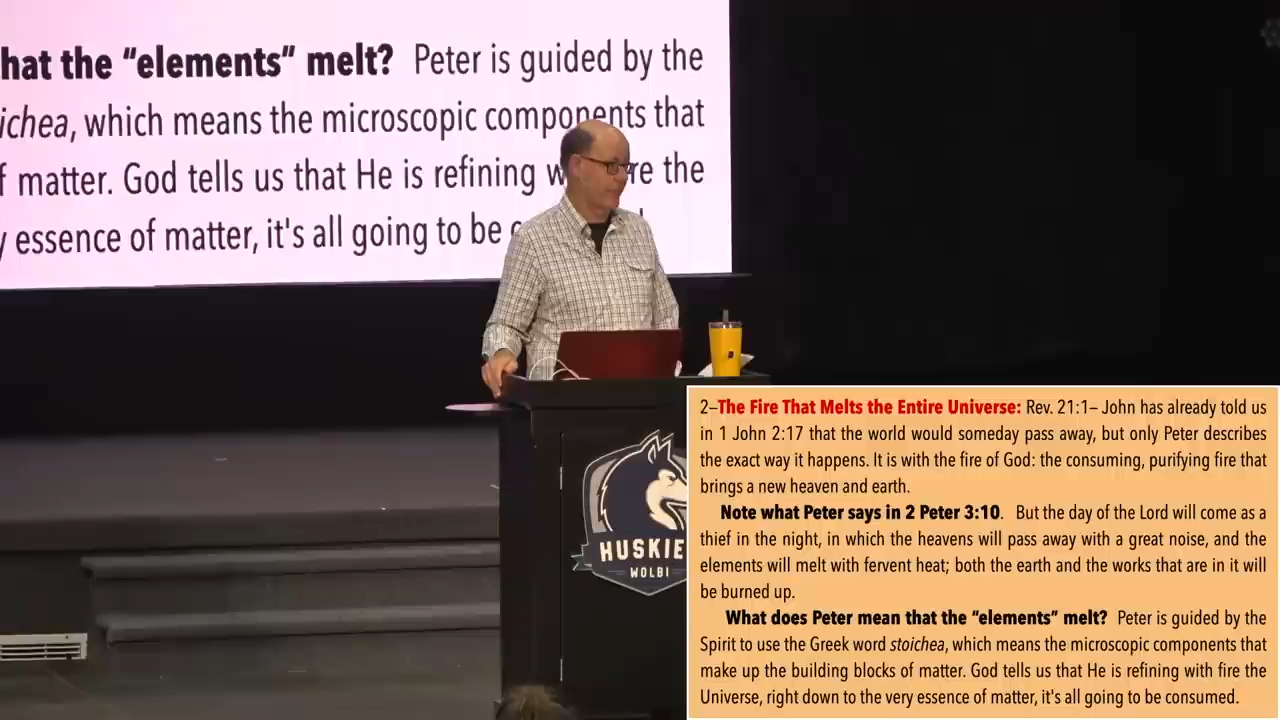 hat the “elements” melt? Peter is guided by the
ichea, which means the microscopic components that
f matter. God tells us that He is refining re the
y essence of matter, it's all going to be
HUSKIE
WOLBI
2–The Fire That Melts the Entire Universe: Rev. 21:1– John has already told us
in 1 John 2:17 that the world would someday pass away, but only Peter describes
the exact way it happens. It is with the fire of God: the consuming, purifying fire that
brings a new heaven and earth.
Note what Peter says in 2 Peter 3:10. But the day of the Lord will come as a
thief in the night, in which the heavens will pass away with a great noise, and the
elements will melt with fervent heat; both the earth and the works that are in it will
be burned up.
What does Peter mean that the “elements” melt? Peter is guided by the
Spirit to use the Greek word stoichea, which means the microscopic components that
make up the building blocks of matter. God tells us that He is refining with fire the
Universe, right down to the very essence of matter, it's all going to be consumed.